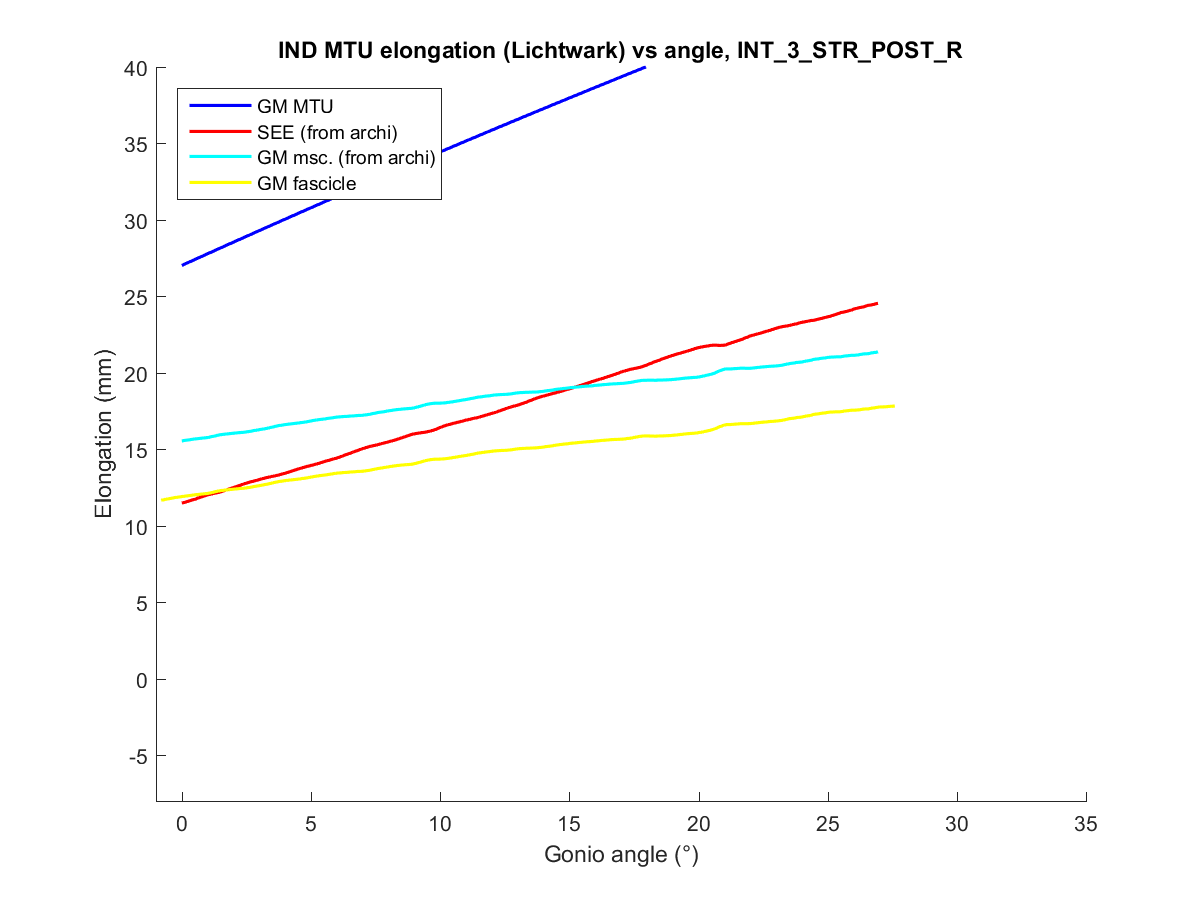 IND MTU elongation (Lichtwark) vs angle, INT_3_STR_POST_R
40
35
30
25
20
15
10
5
0
-5
Elongation (mm)
GM MTU
SEE (from archi)
GM msc. (from archi)
GM fascicle
0 5 10 15 20 25 30 35
Gonio angle (°)